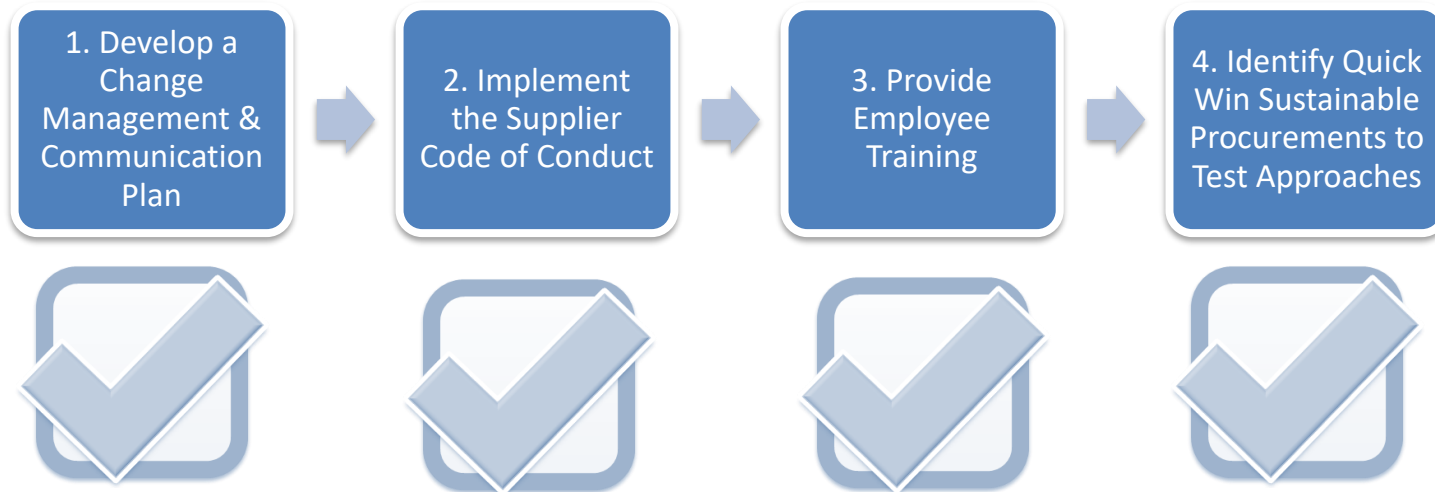 1. Develop a
Change
Management &
Communication
Plan
2. Implement
the Supplier
Code of Conduct
3. Provide
Employee
Training
4. Identify Quick
Win Sustainable
Procurements to
Test Approaches